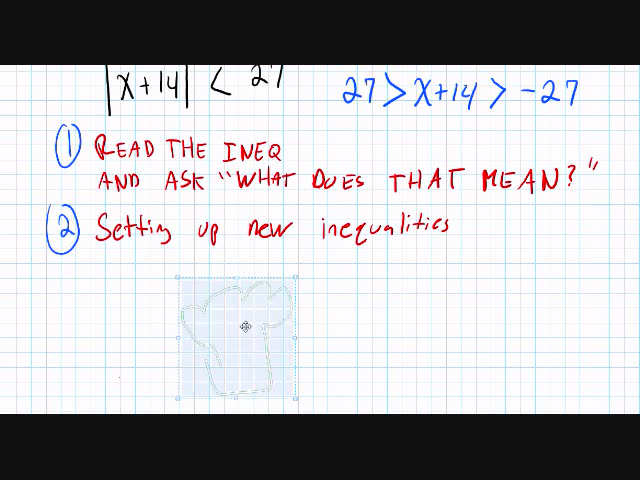 |x+14| < 27
27 > x+14 > -27
1 READ THE INEQ
AND ASK "WHAT DOES THAT MEAN?"
2 Setting up new inequalities